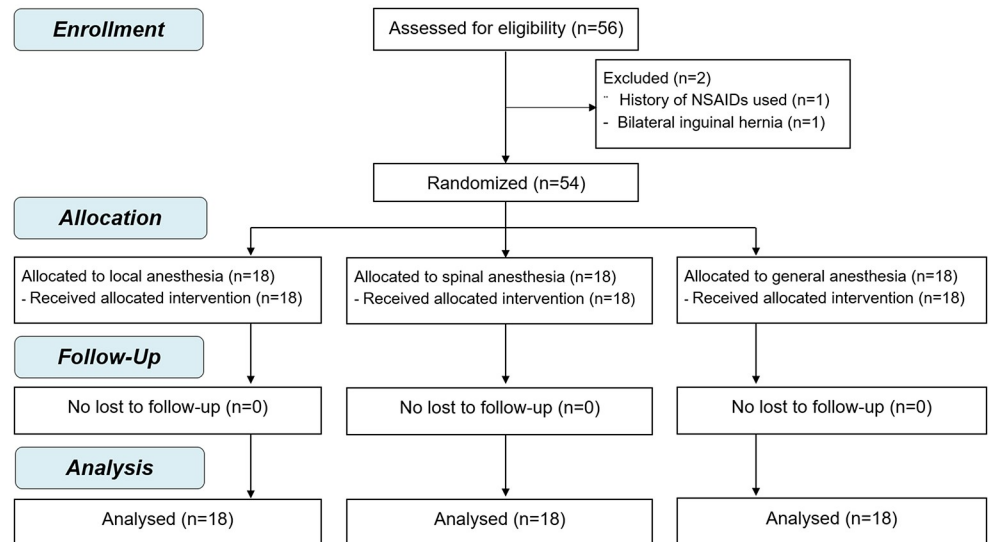 Enrollment
Assessed for eligibility (n=56)
Excluded (n=2)
¨ History of NSAIDs used (n=1)
- Bilateral inguinal hernia (n=1)
Randomized (n=54)
Allocation
Allocated to local anesthesia (n=18)
- Received allocated intervention (n=18)
Allocated to spinal anesthesia (n=18)
- Received allocated intervention (n=18)
Allocated to general anesthesia (n=18)
- Received allocated intervention (n=18)
Follow-Up
No lost to follow-up (n=0)
No lost to follow-up (n=0)
No lost to follow-up (n=0)
Analysis
Analysed (n=18)
Analysed (n=18)
Analysed (n=18)